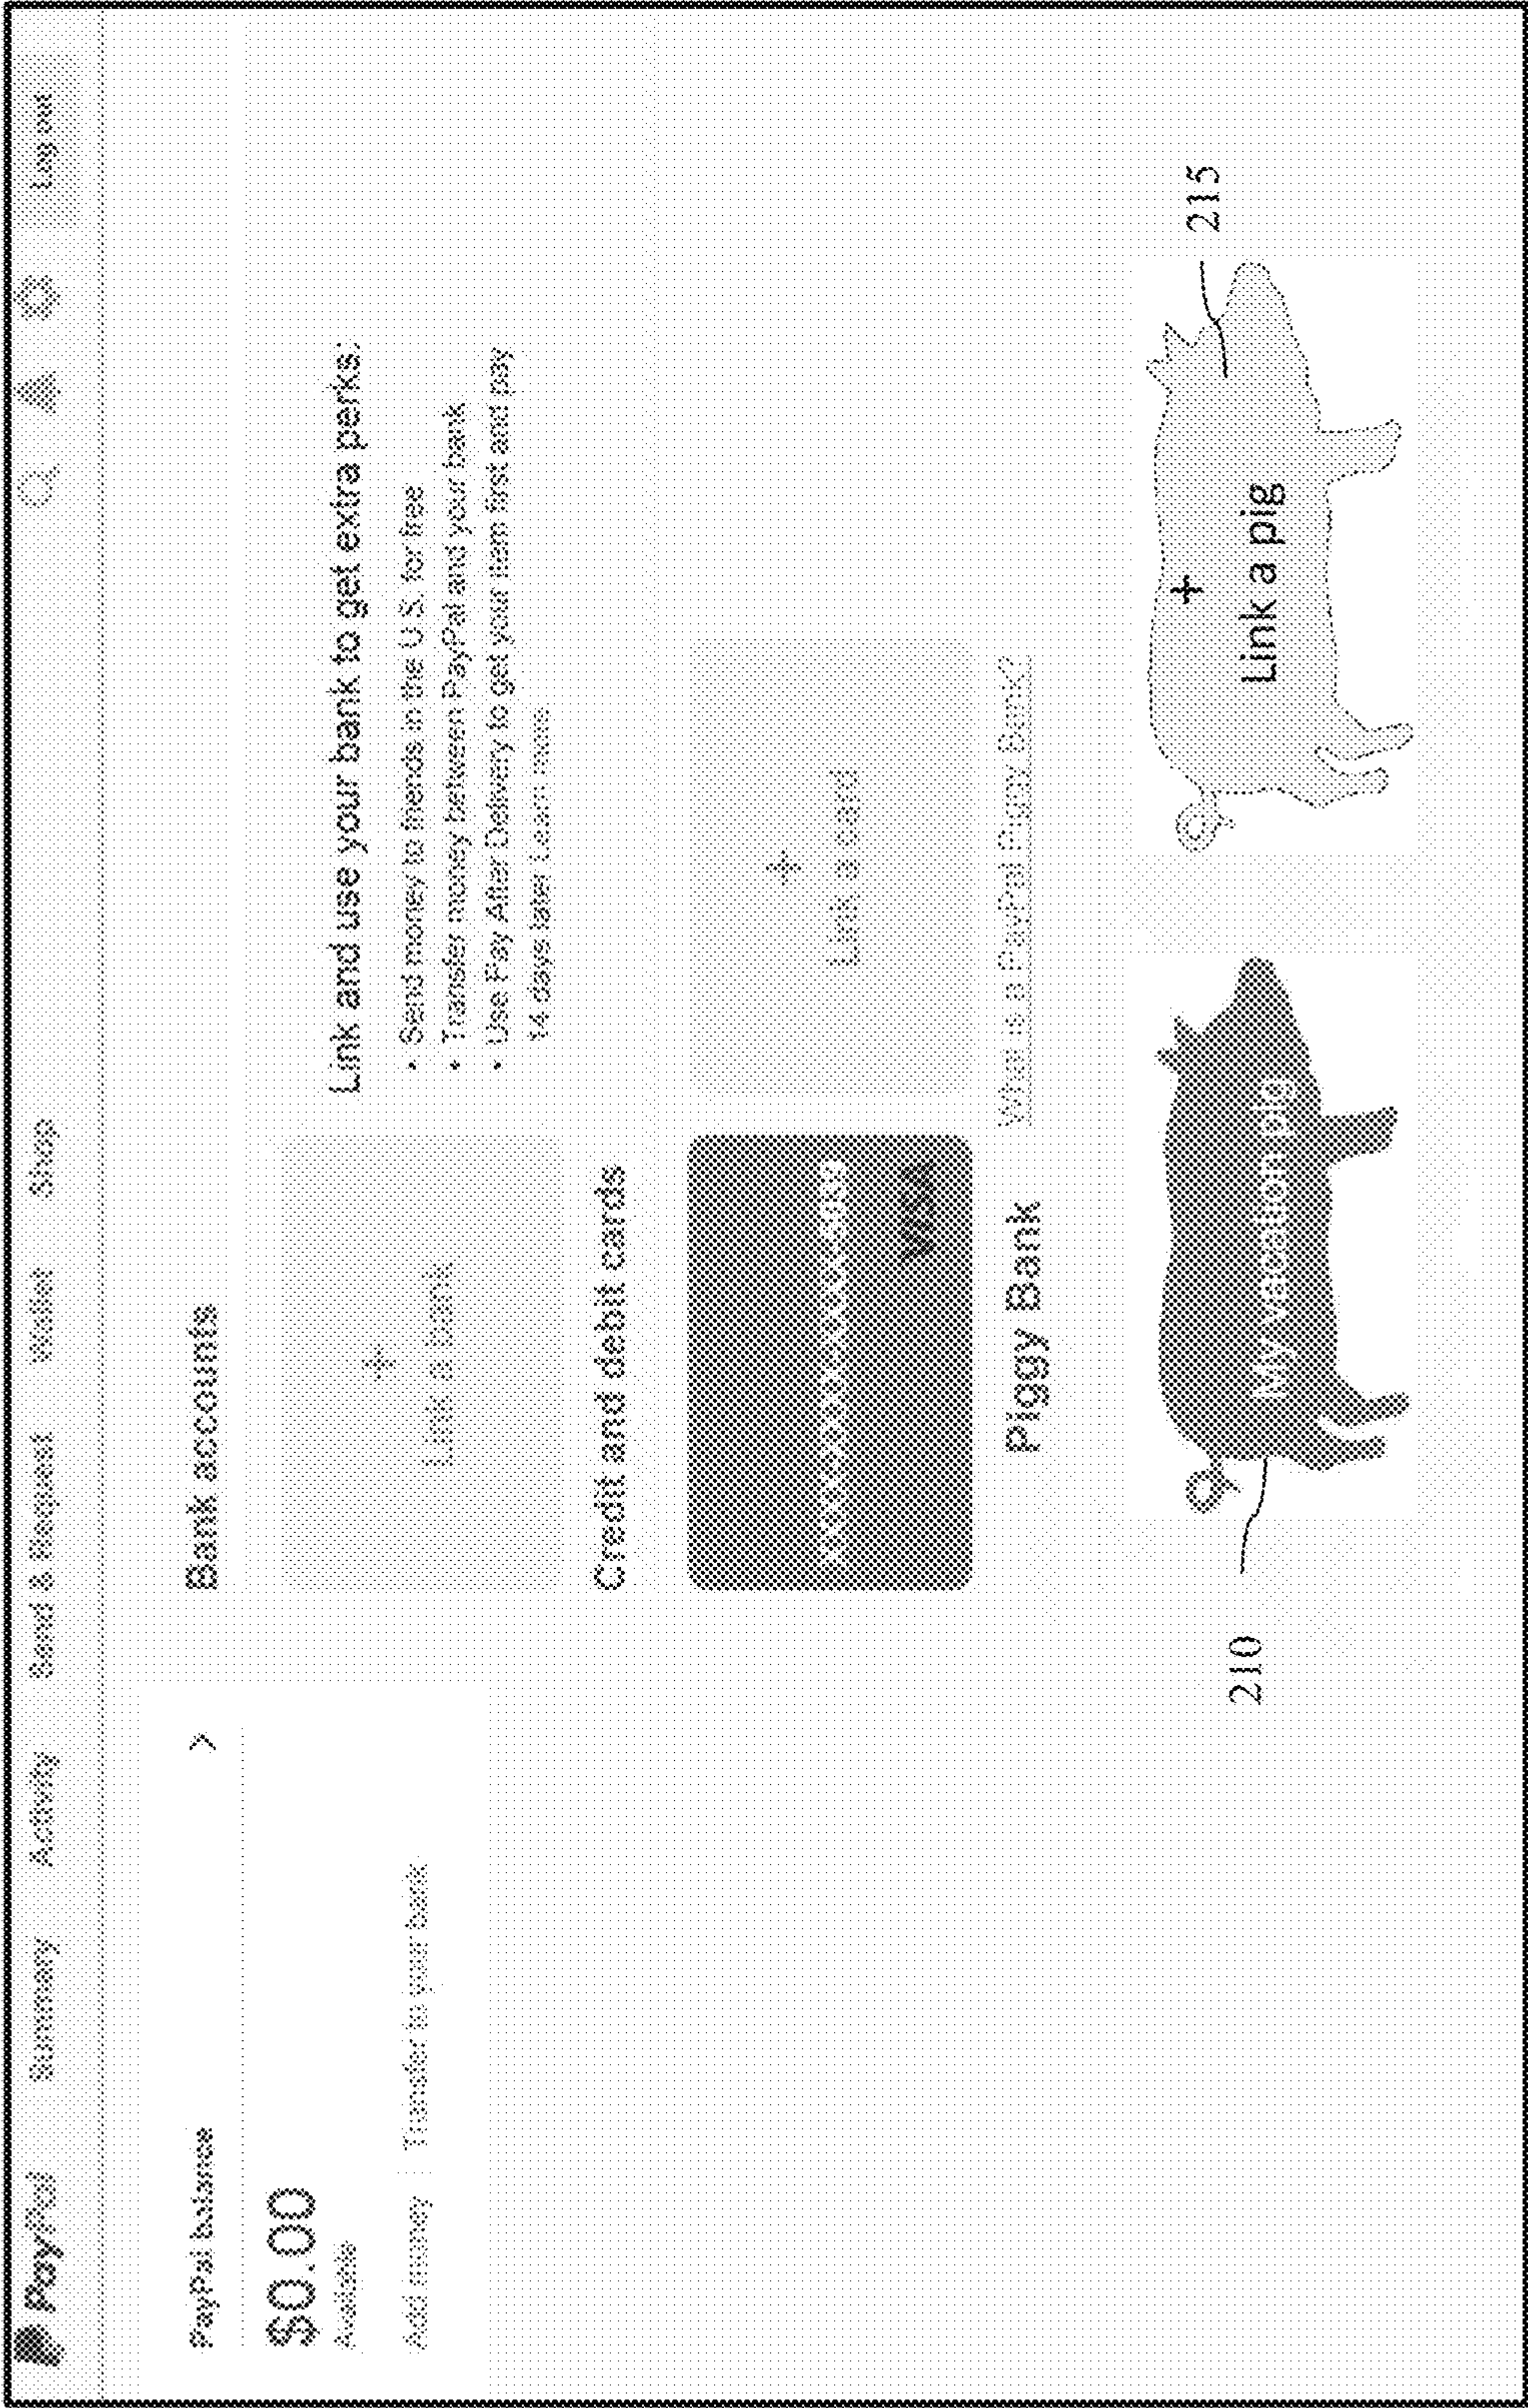 PayPal Summary Activity Send & Request Wallet Shop Log out
PayPal balance >
$0.00
Available
Add money Transfer to your bank
Bank accounts
+
Link a bank
Link and use your bank to get extra perks:
• Send money to friends in the U.S. for free
• Transfer money between PayPal and your bank
• Use Pay After Delivery to get your item first and pay
14 days later Learn more
Credit and debit cards
VISA
+
Link a card
Piggy Bank What is a PayPal Piggy Bank?
210
My vacation pig
+
Link a pig
215